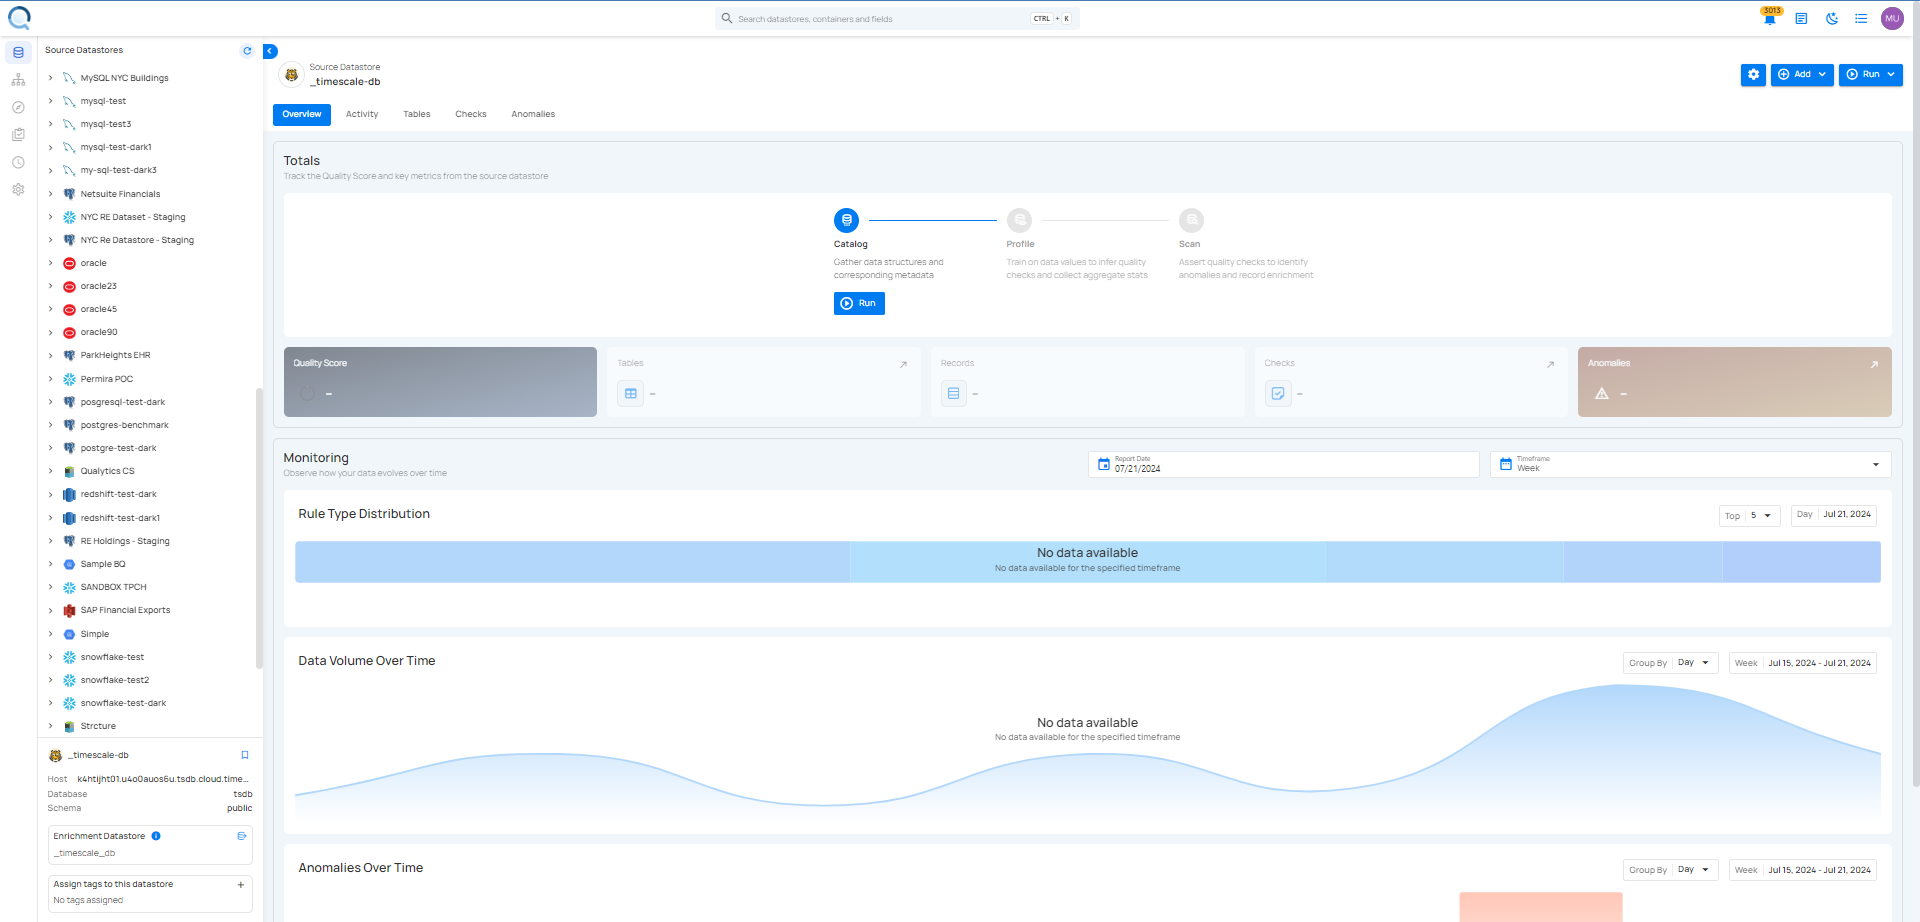 Search datastores, containers and fields
CTRL + K
3013
MU
Source Datastores
MySQL NYC Buildings
mysql-test
mysql-test3
mysql-test-dark1
my-sql-test-dark3
Netsuite Financials
NYC RE Dataset - Staging
NYC Re Datastore - Staging
oracle
oracle23
oracle45
oracle90
ParkHeights EHR
Permira POC
posgresql-test-dark
postgres-benchmark
postgre-test-dark
Qualytics CS
redshift-test-dark
redshift-test-dark1
RE Holdings - Staging
Sample BQ
SANDBOX TPCH
SAP Financial Exports
Simple
snowflake-test
snowflake-test2
snowflake-test-dark
Strcture
_timescale-db
Host k4htijht01.u4o0auos6u.tsdb.cloud.time...
Database tsdb
Schema public
Enrichment Datastore
_timescale_db
Assign tags to this datastore +
No tags assigned
Source Datastore
_timescale-db
Add
Run
Overview Activity Tables Checks Anomalies
Totals
Track the Quality Score and key metrics from the source datastore
Catalog
Gather data structures and
corresponding metadata
Run
Profile
Train on data values to infer quality
checks and collect aggregate stats
Scan
Assert quality checks to identify
anomalies and record enrichment
Quality Score
–
Tables
–
Records
–
Checks
–
Anomalies
–
Monitoring
Observe how your data evolves over time
Report Date
07/21/2024
Timeframe
Week
Rule Type Distribution
Top 5
Day Jul 21, 2024
No data available
No data available for the specified timeframe
Data Volume Over Time
Group By Day
Week Jul 15, 2024 - Jul 21, 2024
No data available
No data available for the specified timeframe
Anomalies Over Time
Group By Day
Week Jul 15, 2024 - Jul 21, 2024